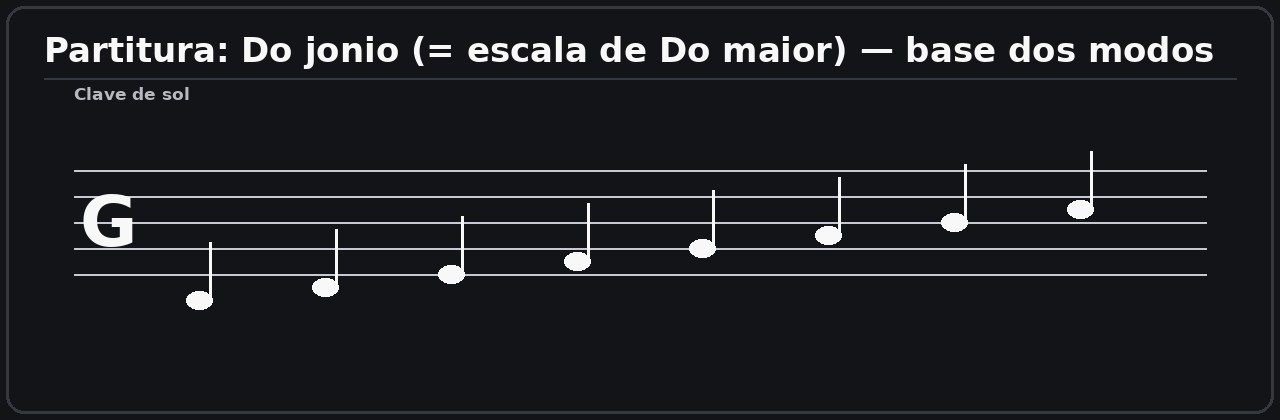 Partitura: Do jonio (= escala de Do maior) — base dos modos
Clave de sol
G